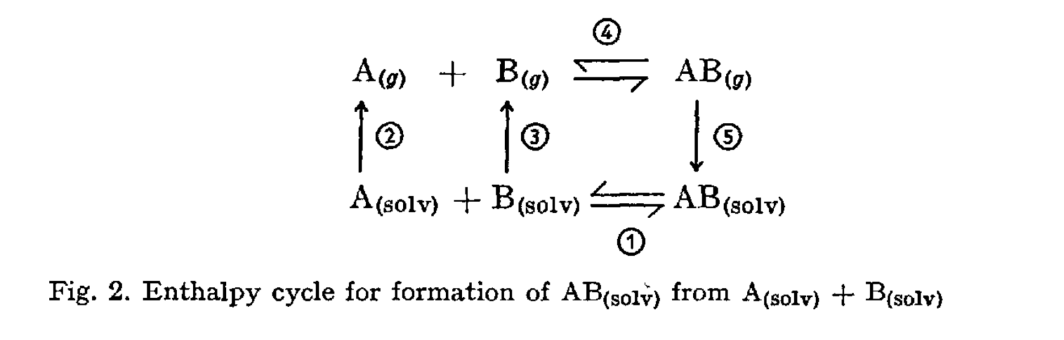 ④
A(g) + B(g) ⇌ AB(g)
② ③ ⑤
A(solv) + B(solv) ⇌ AB(solv)
①
Fig. 2. Enthalpy cycle for formation of AB(solv) from A(solv) + B(solv)